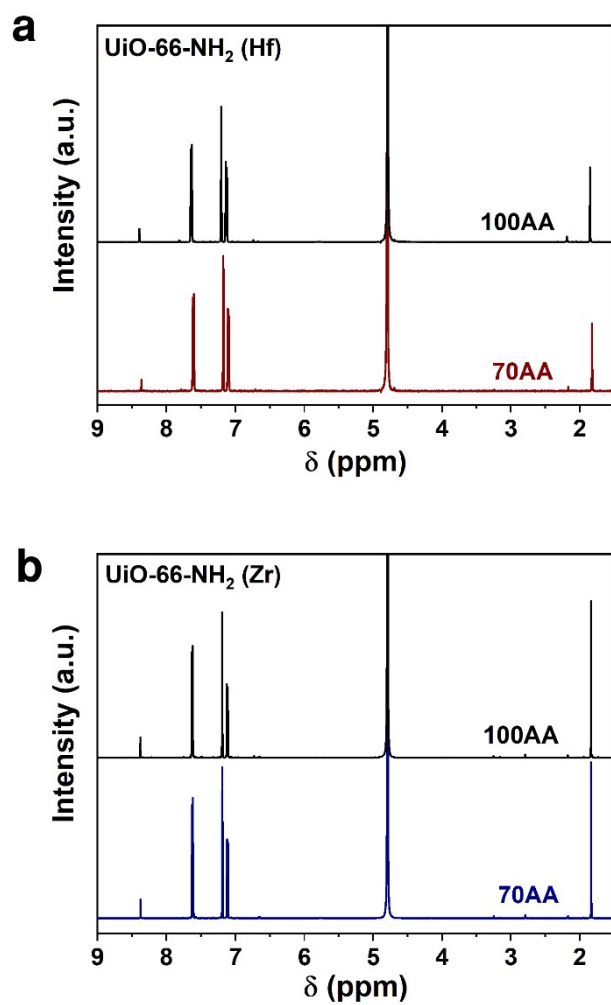 a
UiO-66-NH₂ (Hf)
100AA
70AA
Intensity (a.u.)
9 8 7 6 5 4 3 2
δ (ppm)
b
UiO-66-NH₂ (Zr)
100AA
70AA
Intensity (a.u.)
9 8 7 6 5 4 3 2
δ (ppm)